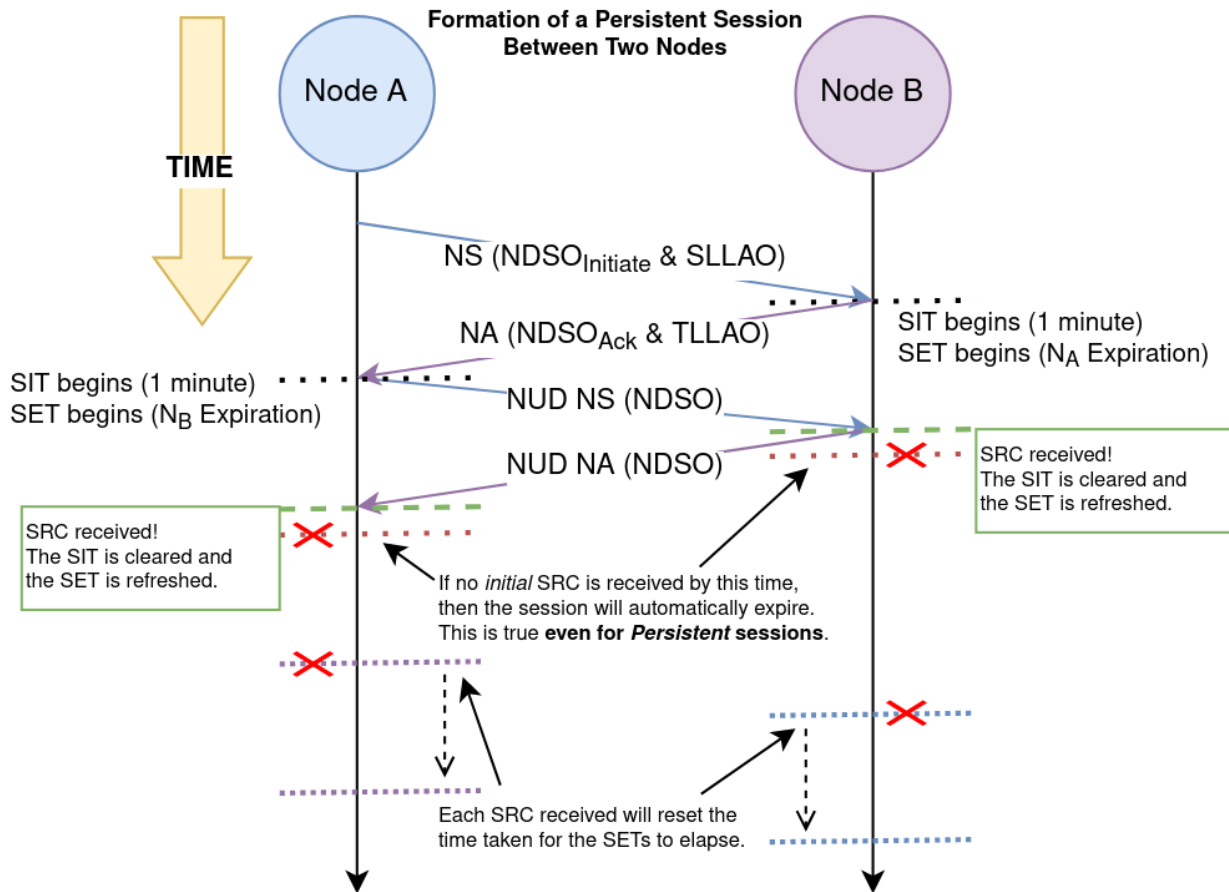 Formation of a Persistent Session
Between Two Nodes
Node A
Node B
TIME
NS (NDSOInitiate & SLLAO)
NA (NDSOAck & TLLAO)
SIT begins (1 minute)
SET begins (NA Expiration)
SIT begins (1 minute)
SET begins (NB Expiration)
NUD NS (NDSO)
NUD NA (NDSO)
SRC received!
The SIT is cleared and
the SET is refreshed.
SRC received!
The SIT is cleared and
the SET is refreshed.
If no initial SRC is received by this time,
then the session will automatically expire.
This is true even for Persistent sessions.
Each SRC received will reset the
time taken for the SETs to elapse.